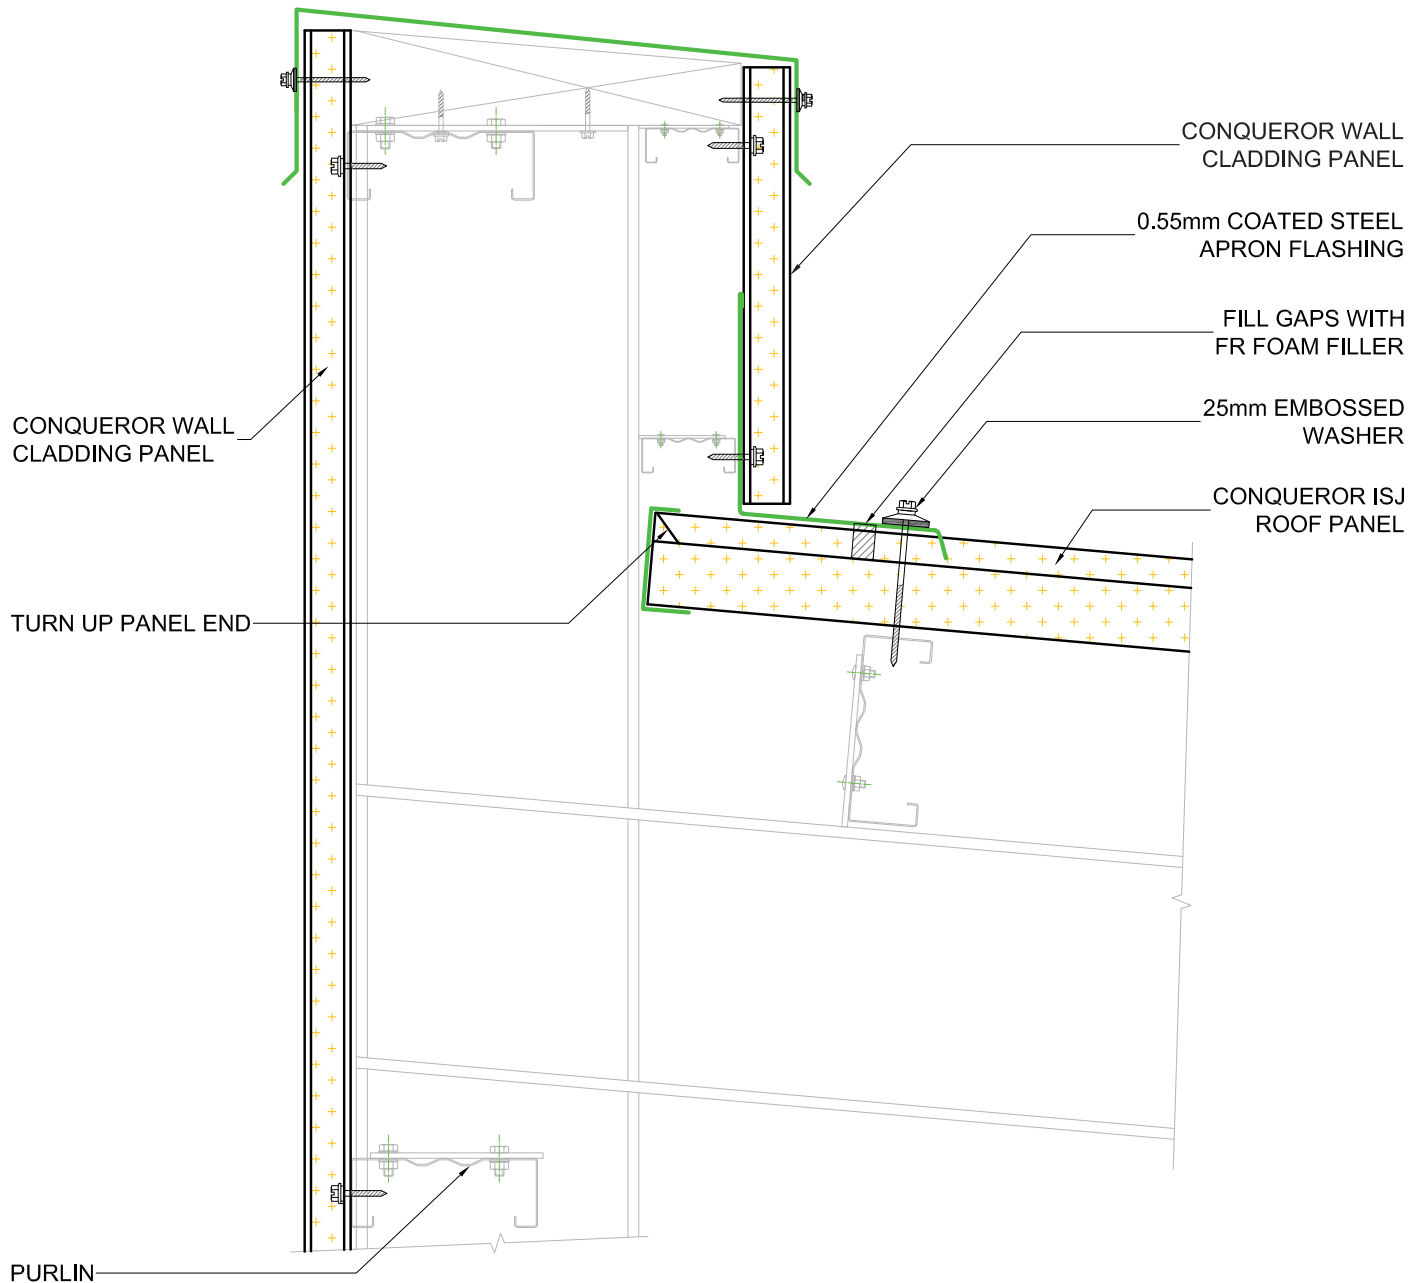 CONQUEROR WALL
CLADDING PANEL
0.55mm COATED STEEL
APRON FLASHING
FILL GAPS WITH
FR FOAM FILLER
25mm EMBOSSED
WASHER
CONQUEROR ISJ
ROOF PANEL
CONQUEROR WALL
CLADDING PANEL
TURN UP PANEL END
PURLIN